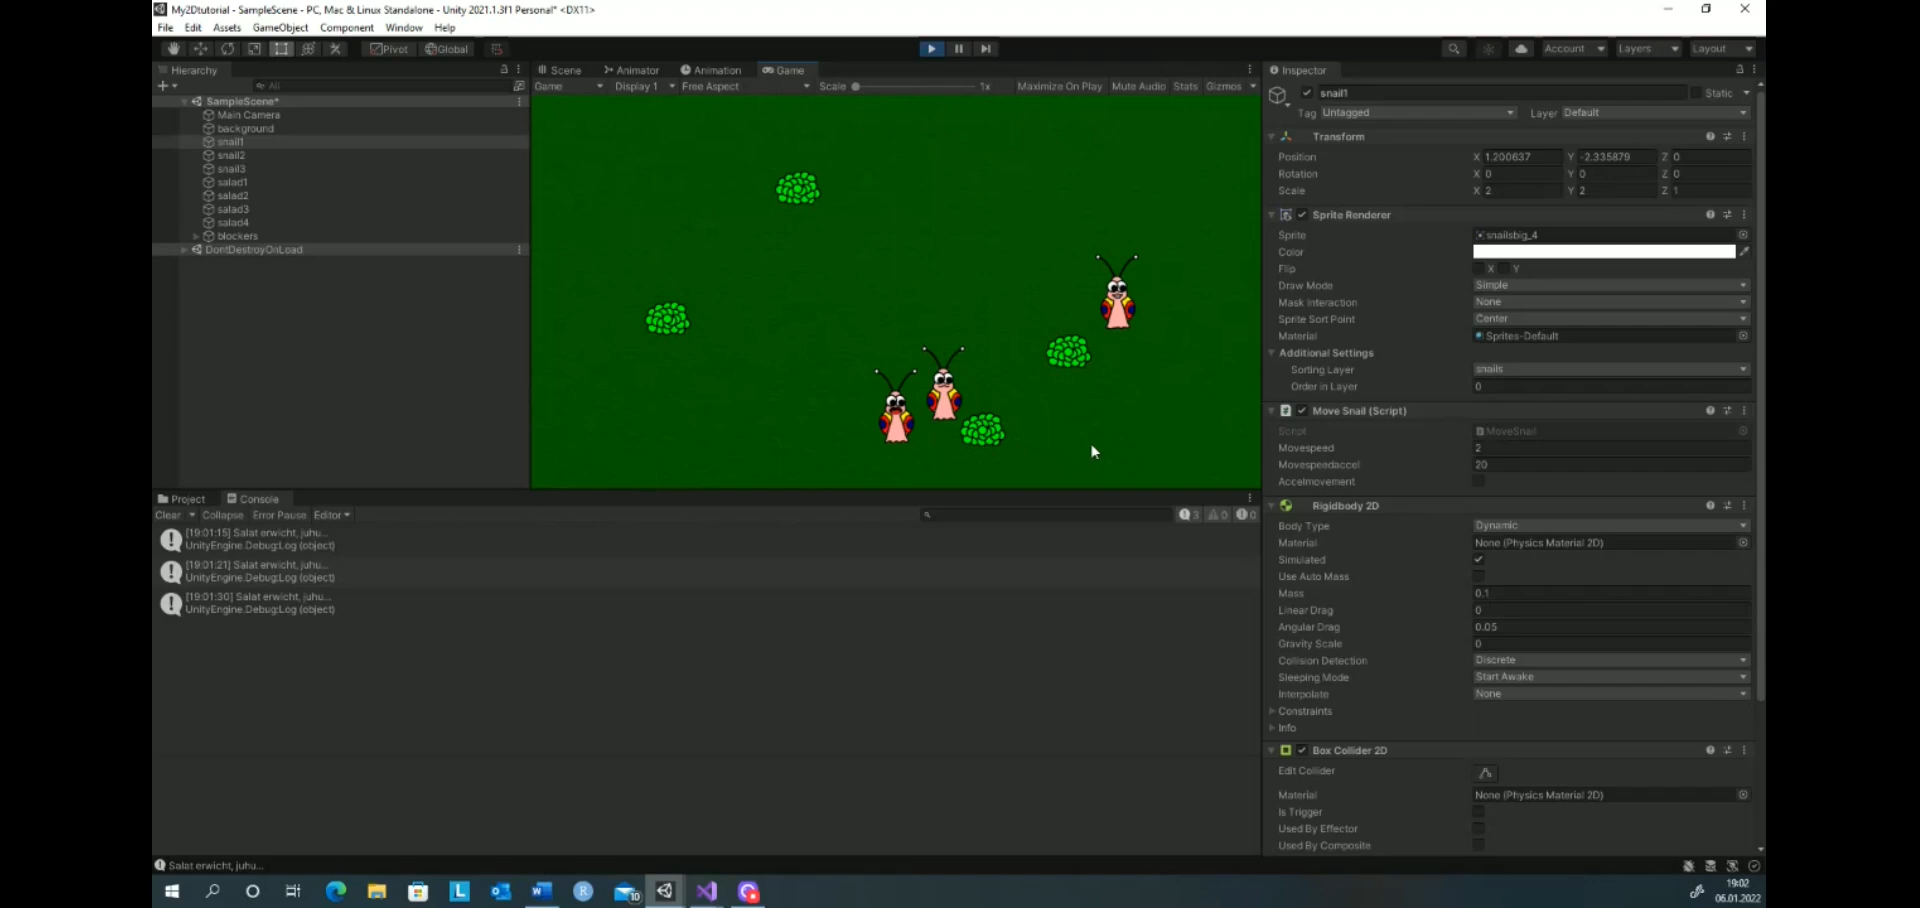 My2Dtutorial - SampleScene - PC, Mac & Linux Standalone - Unity 2021.1.3f1 Personal* <DX11>
File Edit Assets GameObject Component Window Help
Pivot Global Account Layers Layout
Hierarchy
All
SampleScene*
Main Camera
background
snail1
snail2
snail3
salad1
salad2
salad3
salad4
blockers
DontDestroyOnLoad
Scene Animator Animation Game
Game Display 1 Free Aspect Scale 1x Maximize On Play Mute Audio Stats Gizmos
Project Console
Clear Collapse Error Pause Editor 3 0 0
[19:01:15] Salat erwicht, juhu...
UnityEngine.Debug:Log (object)
[19:01:21] Salat erwicht, juhu...
UnityEngine.Debug:Log (object)
[19:01:30] Salat erwicht, juhu...
UnityEngine.Debug:Log (object)
Inspector
snail1 Static
Tag Untagged Layer Default
Transform
Position X 1.200637 Y -2.335879 Z 0
Rotation X 0 Y 0 Z 0
Scale X 2 Y 2 Z 1
Sprite Renderer
Sprite snailsbig_4
Color
Flip X Y
Draw Mode Simple
Mask Interaction None
Sprite Sort Point Center
Material Sprites-Default
Additional Settings
Sorting Layer snails
Order in Layer 0
Move Snail (Script)
Script MoveSnail
Movespeed 2
Movespeedaccel 20
Accelmovement
Rigidbody 2D
Body Type Dynamic
Material None (Physics Material 2D)
Simulated
Use Auto Mass
Mass 0.1
Linear Drag 0
Angular Drag 0.05
Gravity Scale 0
Collision Detection Discrete
Sleeping Mode Start Awake
Interpolate None
Constraints
Info
Box Collider 2D
Edit Collider
Material None (Physics Material 2D)
Is Trigger
Used By Effector
Used By Composite
Salat erwicht, juhu...
L R 10
19:02
06.01.2022